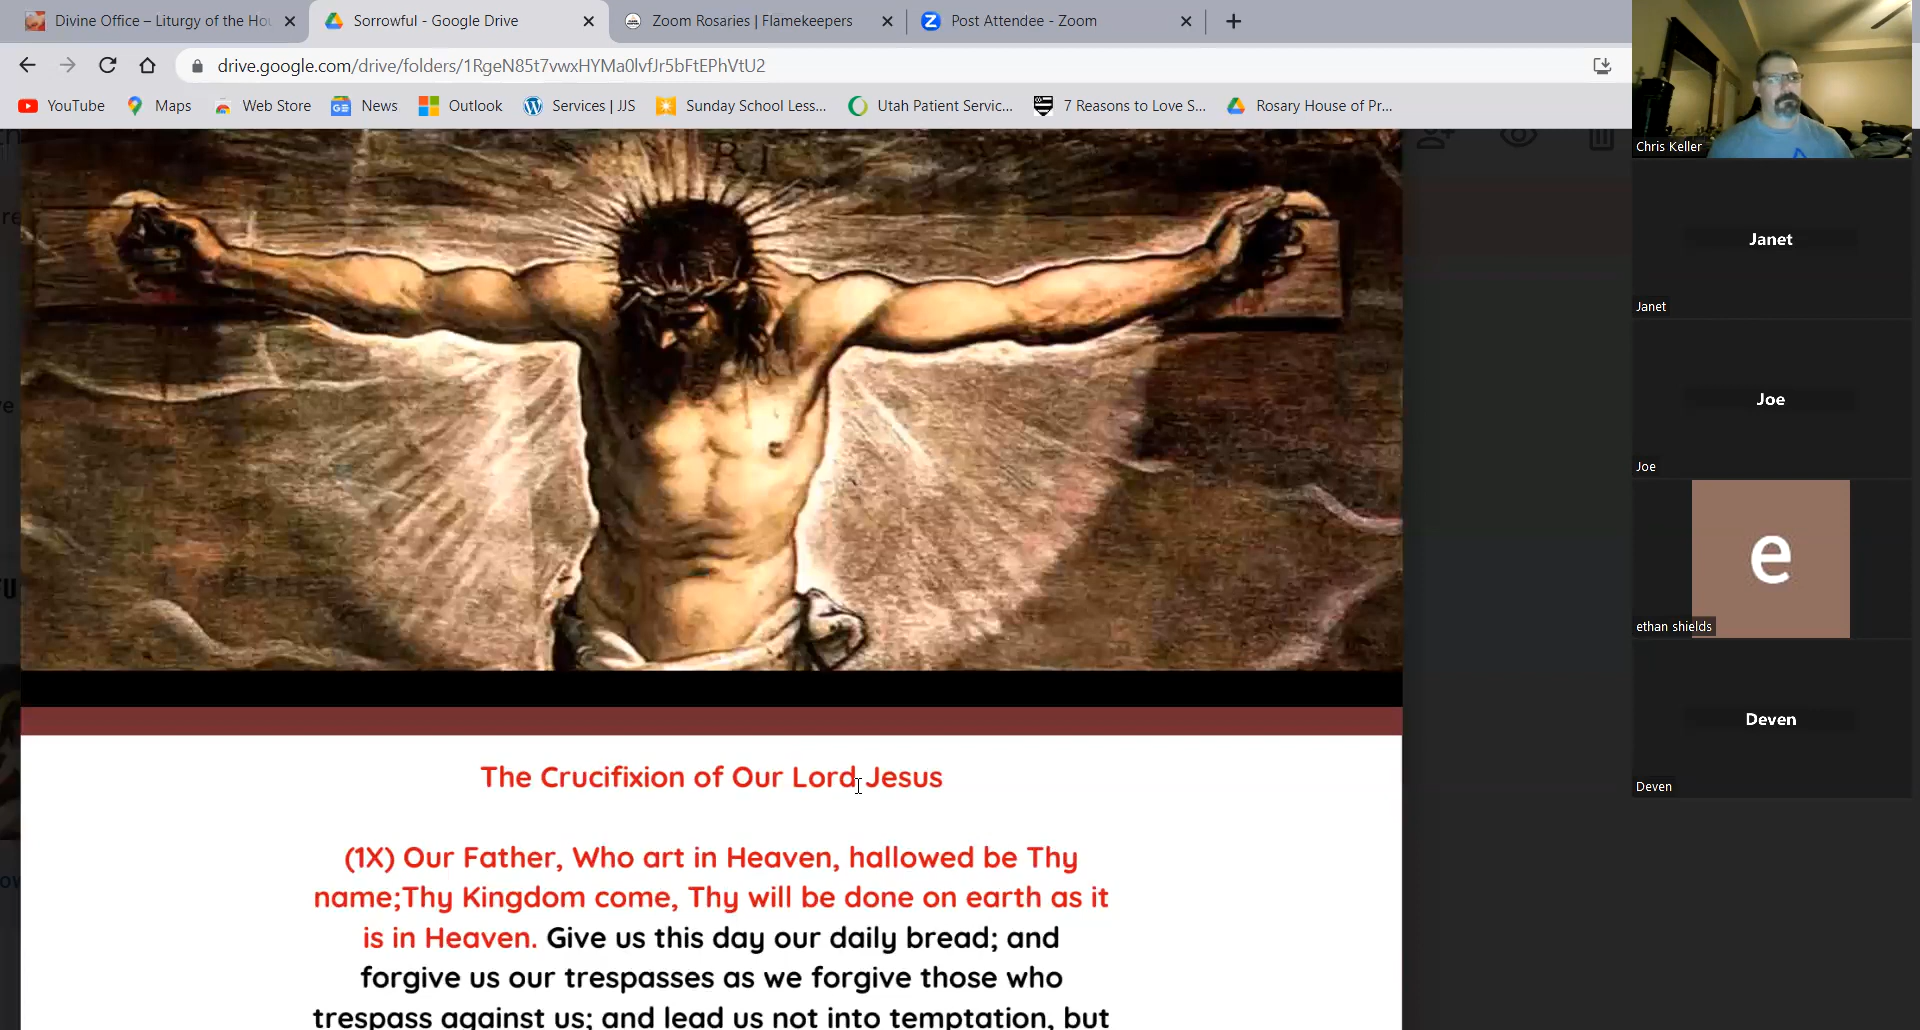 Divine Office – Liturgy of the Hou
Sorrowful - Google Drive
Zoom Rosaries | Flamekeepers
Post Attendee - Zoom
drive.google.com/drive/folders/1RgeN85t7vwxHYMa0lvfJr5bFtEPhVtU2
YouTube
Maps
Web Store
News
Outlook
Services | JJS
Sunday School Less...
Utah Patient Servic...
7 Reasons to Love S...
Rosary House of Pr...
R I
The Crucifixion of Our Lord Jesus
(1X) Our Father, Who art in Heaven, hallowed be Thy
name;Thy Kingdom come, Thy will be done on earth as it
is in Heaven. Give us this day our daily bread; and
forgive us our trespasses as we forgive those who
trespass against us; and lead us not into temptation, but
Chris Keller
Janet
Janet
Joe
Joe
e
ethan shields
Deven
Deven